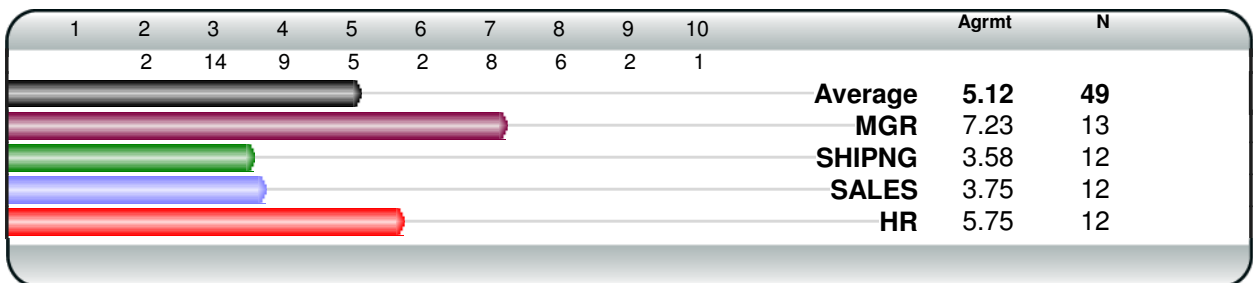 1 2 3 4 5 6 7 8 9 10 Agrmt N
2 14 9 5 2 8 6 2 1
Average 5.12 49
MGR 7.23 13
SHIPNG 3.58 12
SALES 3.75 12
HR 5.75 12